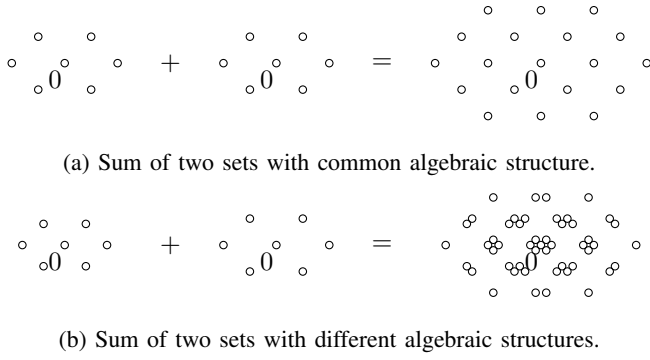 0 + 0 = 0
(a) Sum of two sets with common algebraic structure.
0 + 0 = 0
(b) Sum of two sets with different algebraic structures.